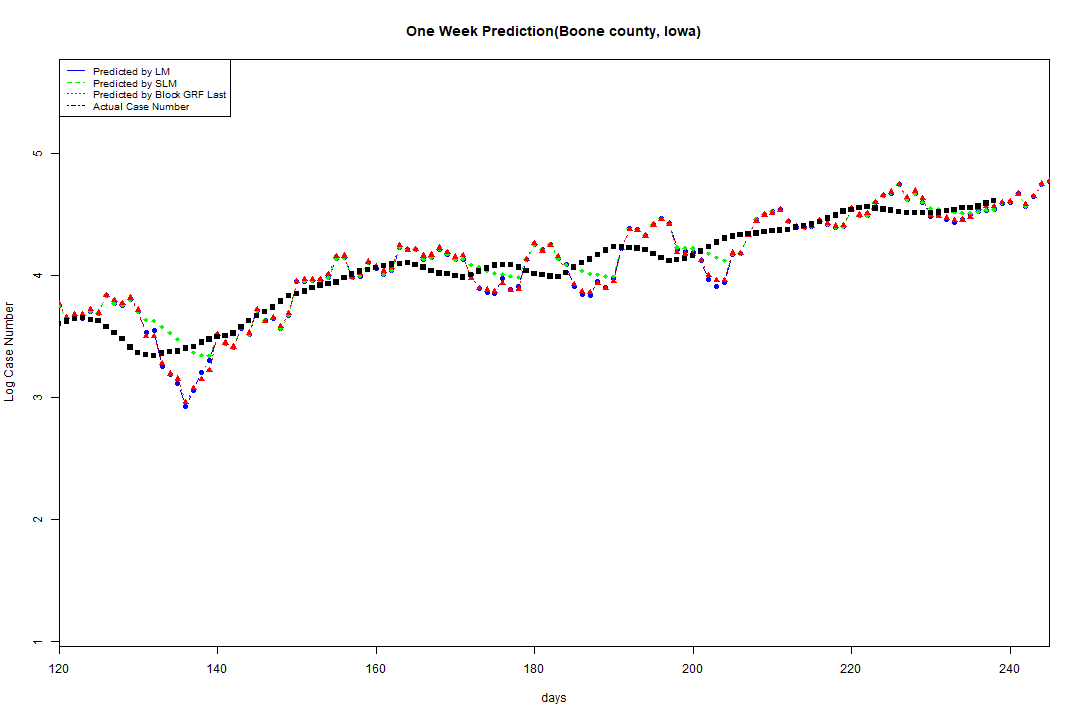 One Week Prediction(Boone county, Iowa)
Predicted by LM
Predicted by SLM
Predicted by Block GRF Last
Actual Case Number
5
4
3
2
1
Log Case Number
120 140 160 180 200 220 240
days